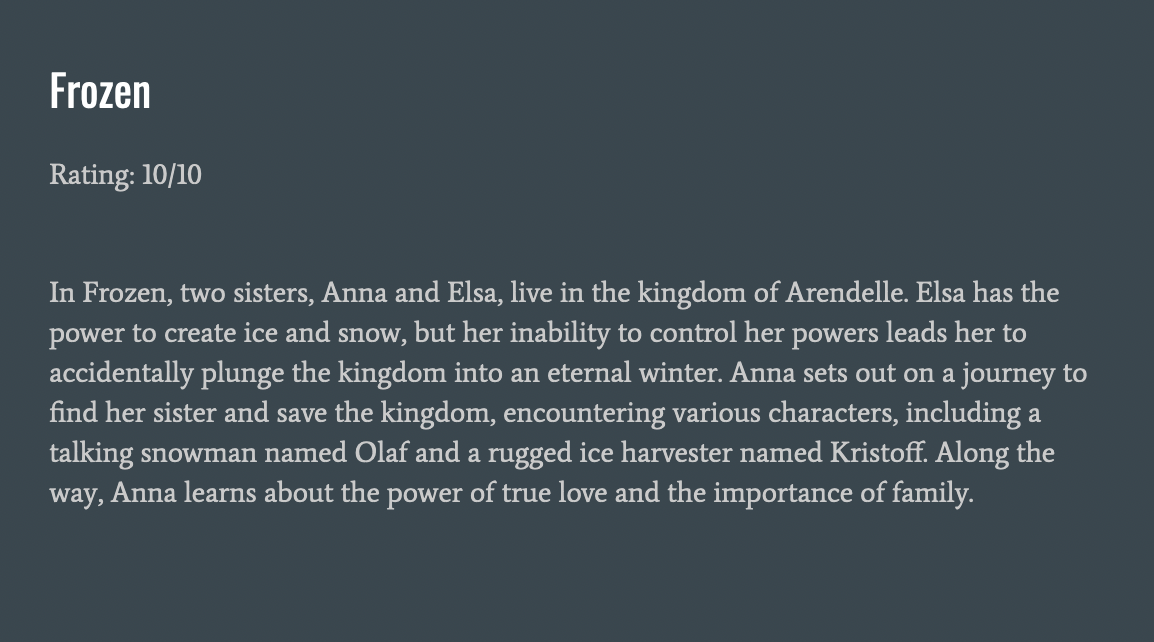 Frozen
Rating: 10/10
In Frozen, two sisters, Anna and Elsa, live in the kingdom of Arendelle. Elsa has the
power to create ice and snow, but her inability to control her powers leads her to
accidentally plunge the kingdom into an eternal winter. Anna sets out on a journey to
find her sister and save the kingdom, encountering various characters, including a
talking snowman named Olaf and a rugged ice harvester named Kristoff. Along the
way, Anna learns about the power of true love and the importance of family.